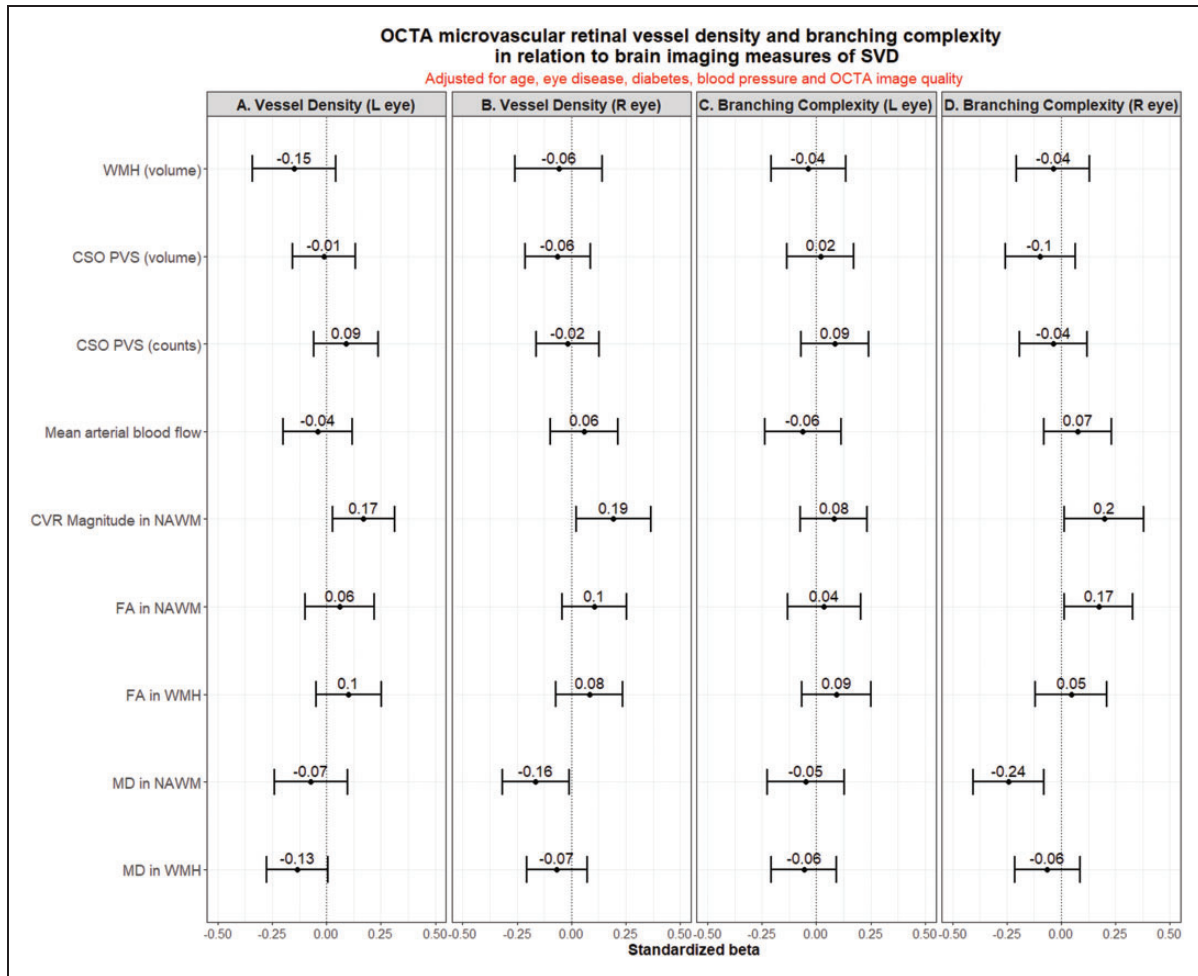 OCTA microvascular retinal vessel density and branching complexity
in relation to brain imaging measures of SVD
Adjusted for age, eye disease, diabetes, blood pressure and OCTA image quality
A. Vessel Density (L eye) B. Vessel Density (R eye) C. Branching Complexity (L eye) D. Branching Complexity (R eye)
WMH (volume) -0.15 -0.06 -0.04 -0.04
CSO PVS (volume) -0.01 -0.06 0.02 -0.1
CSO PVS (counts) 0.09 -0.02 0.09 -0.04
Mean arterial blood flow -0.04 0.06 -0.06 0.07
CVR Magnitude in NAWM 0.17 0.19 0.08 0.2
FA in NAWM 0.06 0.1 0.04 0.17
FA in WMH 0.1 0.08 0.09 0.05
MD in NAWM -0.07 -0.16 -0.05 -0.24
MD in WMH -0.13 -0.07 -0.06 -0.06
-0.50 -0.25 0.00 0.25 0.50 -0.50 -0.25 0.00 0.25 0.50 -0.50 -0.25 0.00 0.25 0.50 -0.50 -0.25 0.00 0.25 0.50
Standardized beta